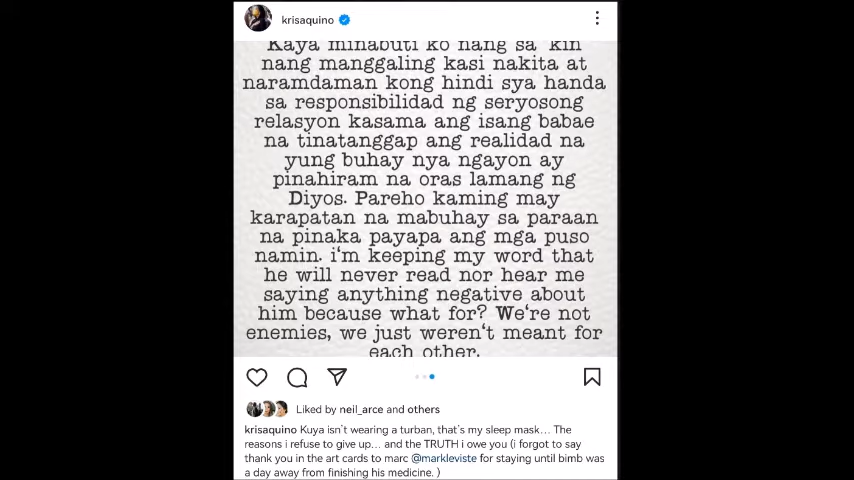 krisaquino
Kaya minabuti ko nang sa 'kin
nang manggaling kasi nakita at
naramdaman kong hindi sya handa
sa responsibilidad ng seryosong
relasyon kasama ang isang babae
na tinatanggap ang realidad na
yung buhay nya ngayon ay
pinahiram na oras lamang ng
Diyos. Pareho kaming may
karapatan na mabuhay sa paraan
na pinaka payapa ang mga puso
namin. i'm keeping my word that
he will never read nor hear me
saying anything negative about
him because what for? We're not
enemies, we just weren't meant for
each other.
Liked by neil_arce and others
krisaquino Kuya isn't wearing a turban, that's my sleep mask... The
reasons i refuse to give up... and the TRUTH i owe you (i forgot to say
thank you in the art cards to marc @markleviste for staying until bimb was
a day away from finishing his medicine. )